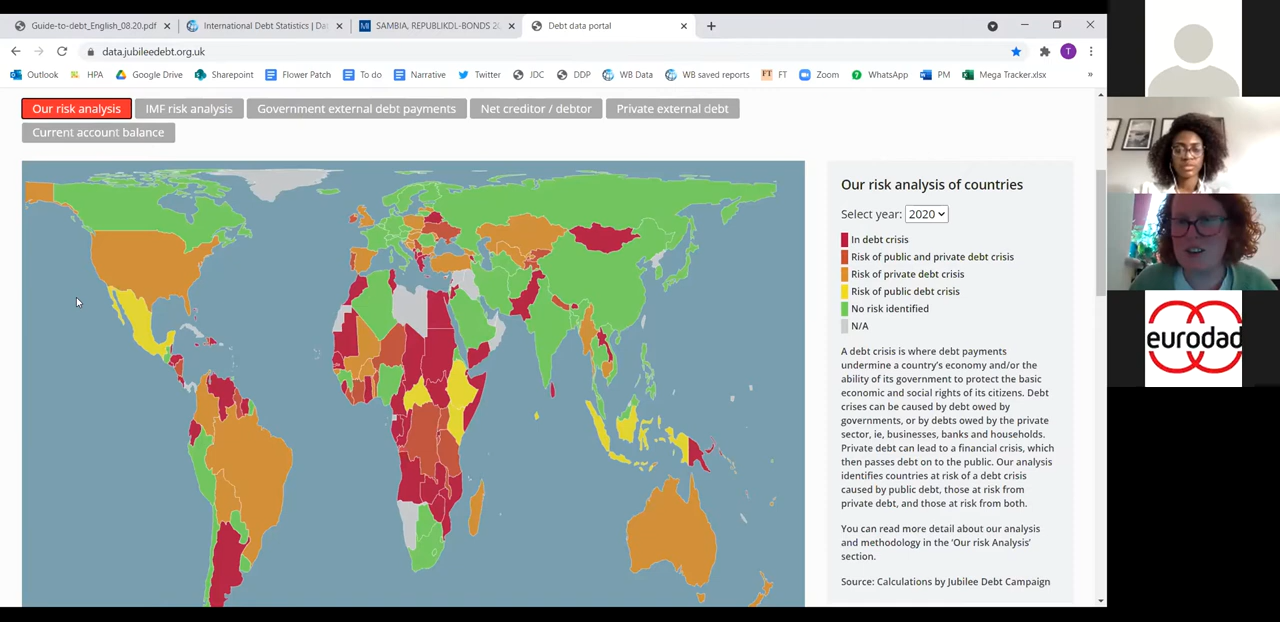 Guide-to-debt_English_08.20.pdf
International Debt Statistics | Da
SAMBIA, REPUBLIKDL-BONDS 20
Debt data portal
data.jubileedebt.org.uk
T
Outlook
HPA
Google Drive
Sharepoint
Flower Patch
To do
Narrative
Twitter
JDC
DDP
WB Data
WB saved reports
FT
FT
Zoom
WhatsApp
PM
Mega Tracker.xlsx
»
Our risk analysis
IMF risk analysis
Government external debt payments
Net creditor / debtor
Private external debt
Current account balance
Our risk analysis of countries
Select year: 2020
In debt crisis
Risk of public and private debt crisis
Risk of private debt crisis
Risk of public debt crisis
No risk identified
N/A
A debt crisis is where debt payments
undermine a country's economy and/or the
ability of its government to protect the basic
economic and social rights of its citizens. Debt
crises can be caused by debt owed by
governments, or by debts owed by the private
sector, ie, businesses, banks and households.
Private debt can lead to a financial crisis, which
then passes debt on to the public. Our analysis
identifies countries at risk of a debt crisis
caused by public debt, those at risk from
private debt, and those at risk from both.
You can read more detail about our analysis
and methodology in the 'Our risk Analysis'
section.
Source: Calculations by Jubilee Debt Campaign
eurodad